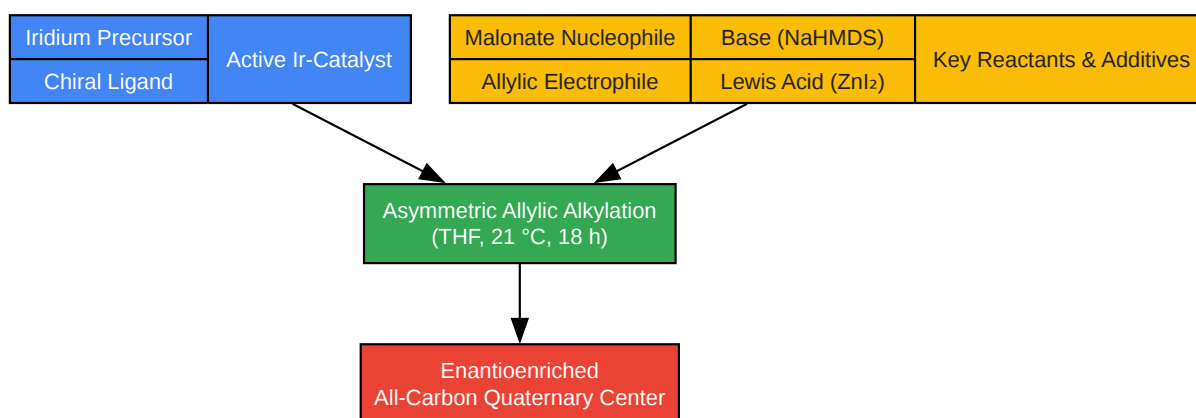 Iridium Precursor
Chiral Ligand
Active Ir-Catalyst
Malonate Nucleophile
Allylic Electrophile
Base (NaHMDS)
Lewis Acid (ZnI₂)
Key Reactants & Additives
Asymmetric Allylic Alkylation
(THF, 21 °C, 18 h)
Enantioenriched
All-Carbon Quaternary Center